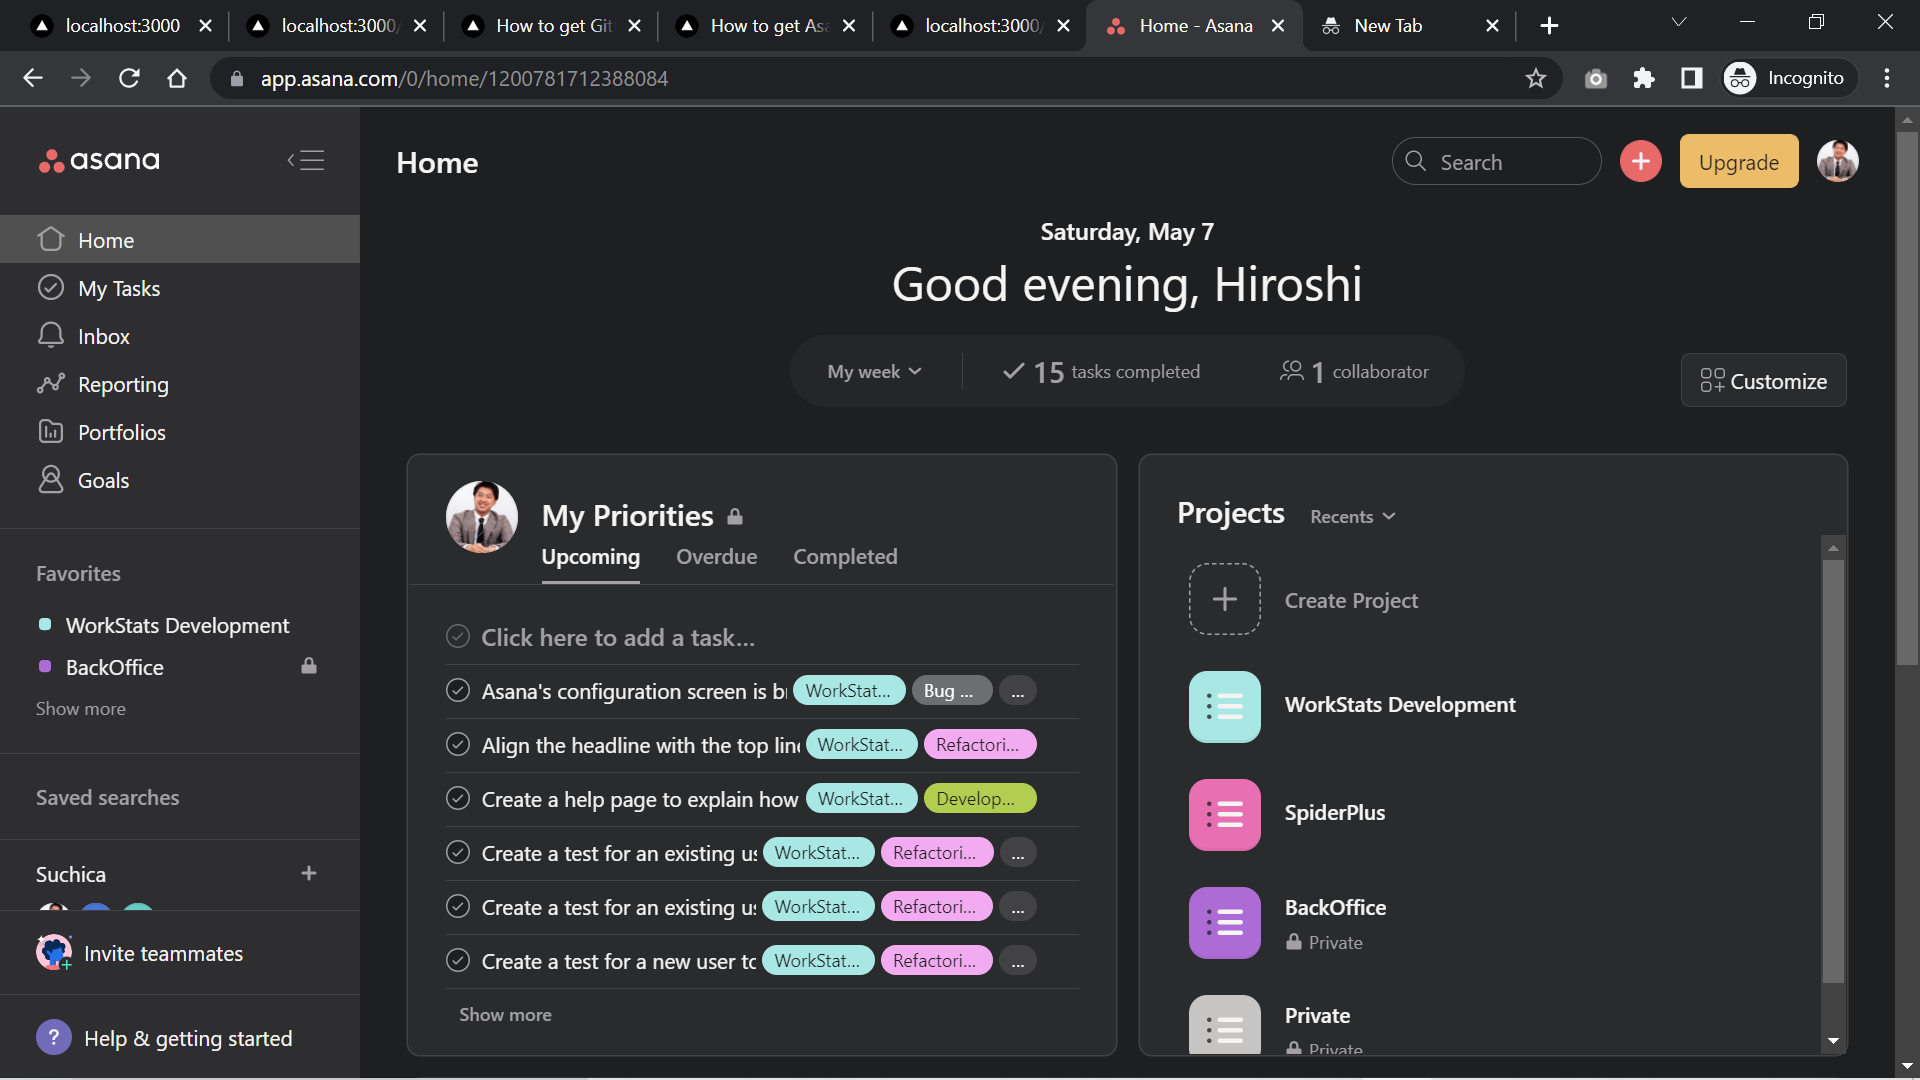 localhost:3000
localhost:3000/
How to get Git
How to get Asa
localhost:3000/
Home - Asana
New Tab
app.asana.com/0/home/1200781712388084
Incognito
asana
Home
My Tasks
Inbox
Reporting
Portfolios
Goals
Favorites
WorkStats Development
BackOffice
Show more
Saved searches
Suchica
Invite teammates
? Help & getting started
Home
Search
Upgrade
Saturday, May 7
Good evening, Hiroshi
My week
15 tasks completed
1 collaborator
Customize
My Priorities
Upcoming Overdue Completed
Click here to add a task...
Asana's configuration screen is WorkStat... Bug ... ...
Align the headline with the top line WorkStat... Refactori...
Create a help page to explain how WorkStat... Develop...
Create a test for an existing us WorkStat... Refactori... ...
Create a test for an existing us WorkStat... Refactori... ...
Create a test for a new user to WorkStat... Refactori... ...
Show more
Projects Recents
Create Project
WorkStats Development
SpiderPlus
BackOffice
Private
Private
Private